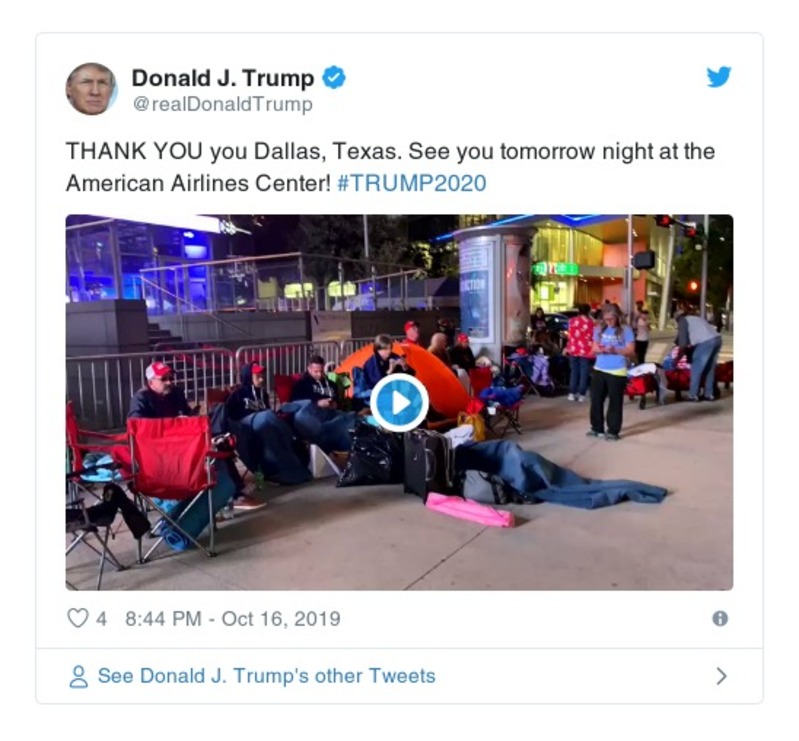 Donald J. Trump
@realDonaldTrump
THANK YOU you Dallas, Texas. See you tomorrow night at the
American Airlines Center! #TRUMP2020
4 8:44 PM - Oct 16, 2019
See Donald J. Trump's other Tweets